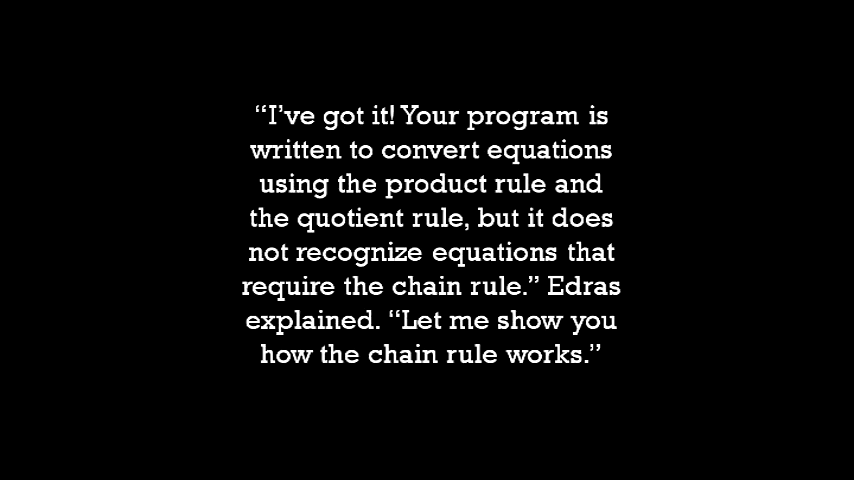 “I’ve got it! Your program is
written to convert equations
using the product rule and
the quotient rule, but it does
not recognize equations that
require the chain rule.” Edras
explained. “Let me show you
how the chain rule works.”